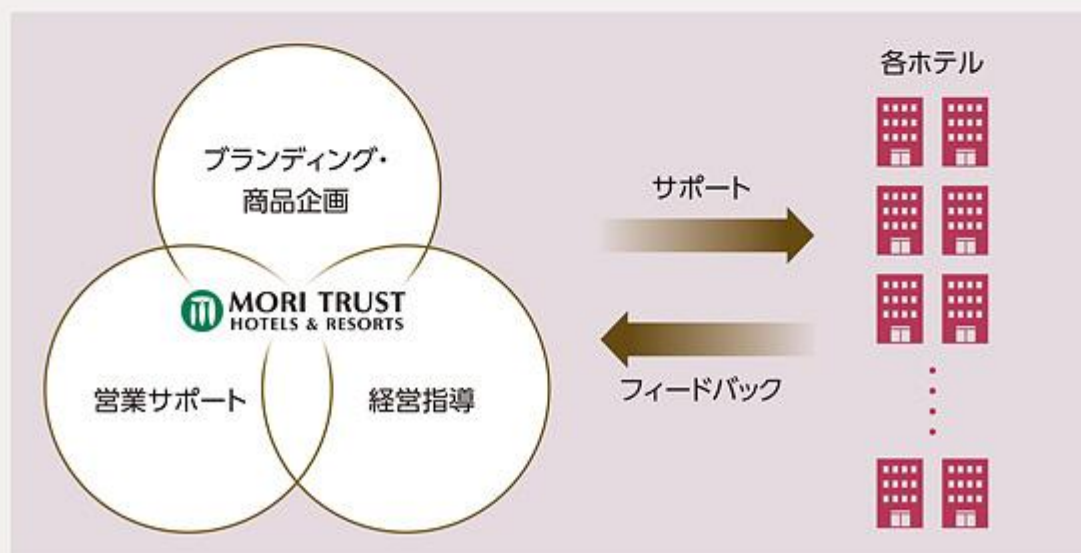 ブランディング・
商品企画
MORI TRUST
HOTELS & RESORTS
営業サポート
経営指導
サポート
フィードバック
各ホテル